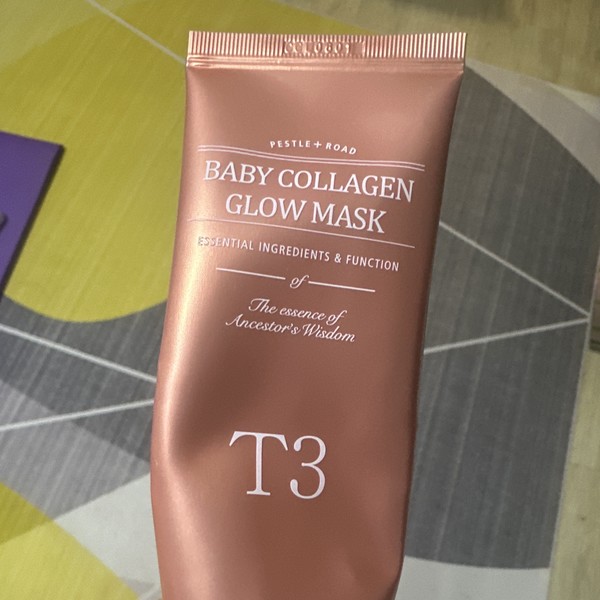 PESTLE + ROAD
BABY COLLAGEN
GLOW MASK
ESSENTIAL INGREDIENTS & FUNCTION
of
The essence of
Ancestor's Wisdom
T3